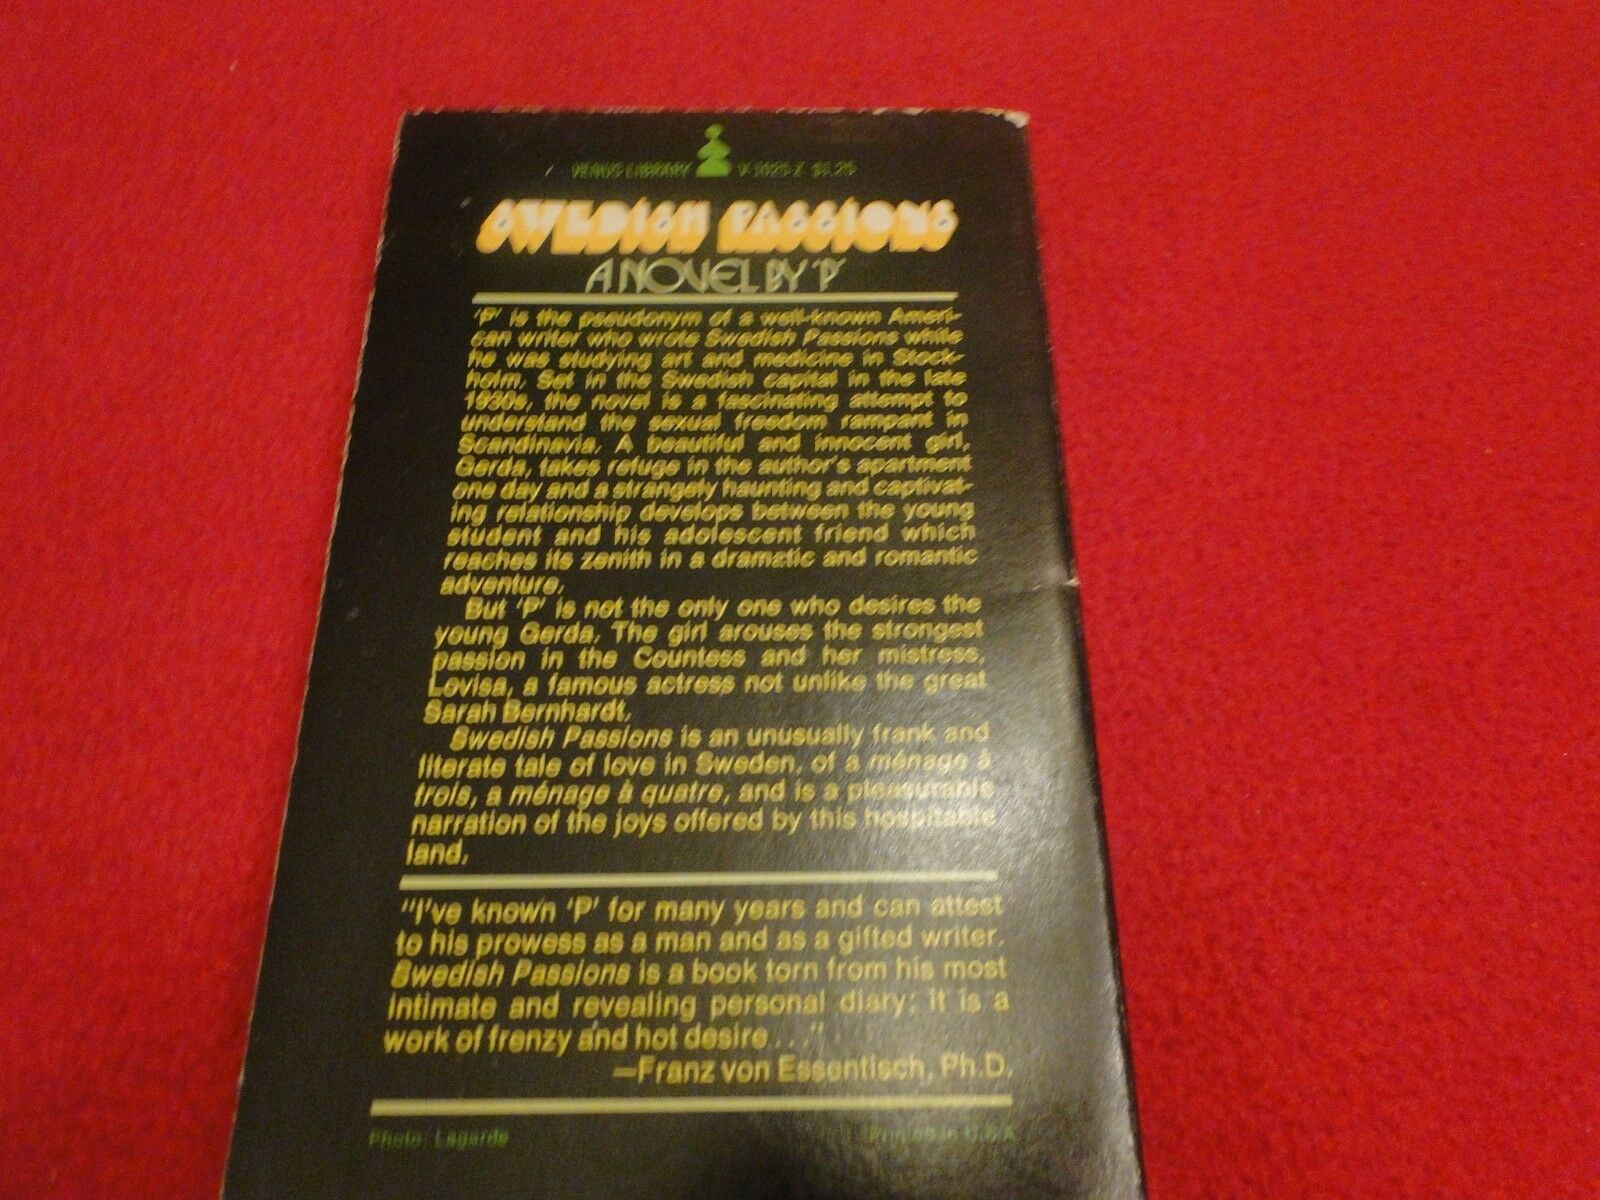 VENUS LIBRARY V-1025-Z $1.25
SWEDISH PASSIONS
A NOVEL BY 'P'
'P' is the pseudonym of a well-known Ameri-
can writer who wrote Swedish Passions while
he was studying art and medicine in Stock-
holm. Set in the Swedish capital in the late
1930s, the novel is a fascinating attempt to
understand the sexual freedom rampant in
Scandinavia. A beautiful and innocent girl,
Gerda, takes refuge in the author's apartment
one day and a strangely haunting and captivat-
ing relationship develops between the young
student and his adolescent friend which
reaches its zenith in a dramatic and romantic
adventure.
But 'P' is not the only one who desires the
young Gerda. The girl arouses the strongest
passion in the Countess and her mistress,
Lovisa, a famous actress not unlike the great
Sarah Bernhardt.
Swedish Passions is an unusually frank and
literate tale of love in Sweden, of a ménage à
trois, a ménage à quatre, and is a pleasurable
narration of the joys offered by this hospitable
land.
"I've known 'P' for many years and can attest
to his prowess as a man and as a gifted writer.
Swedish Passions is a book torn from his most
intimate and revealing personal diary; it is a
work of frenzy and hot desire . . ."
—Franz von Essentisch, Ph.D.
Photo: Lagarde Printed in U.S.A.